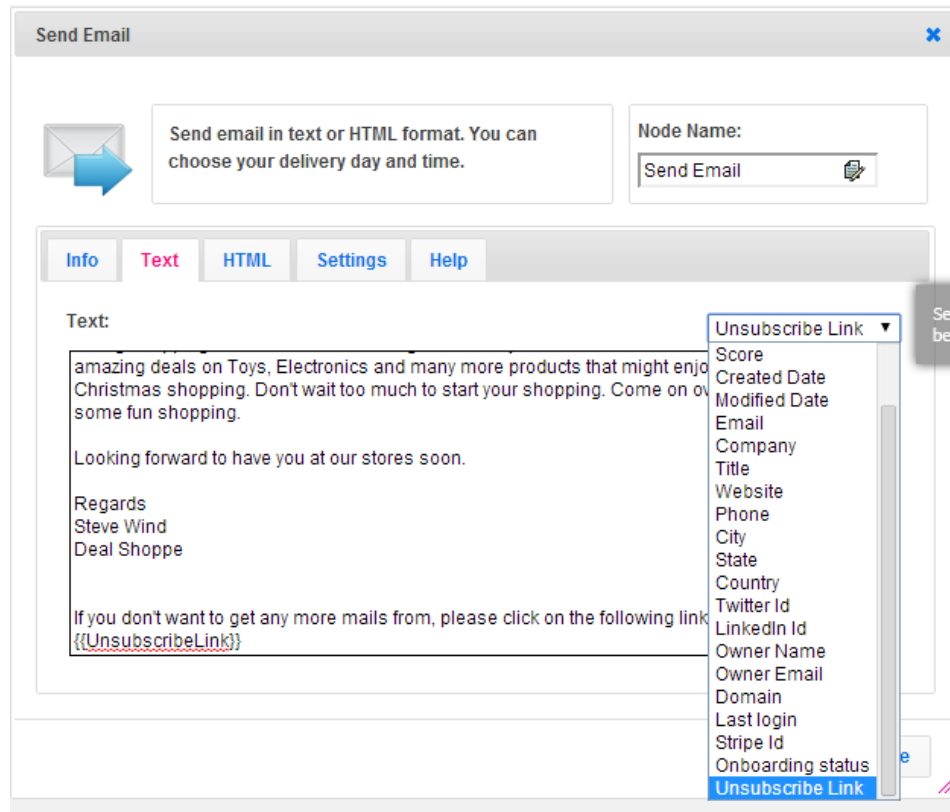 Send Email
Send email in text or HTML format. You can
choose your delivery day and time.
Node Name:
Send Email
Info
Text
HTML
Settings
Help
Text:
Unsubscribe Link
amazing deals on Toys, Electronics and many more products that might enjo
Christmas shopping. Don't wait too much to start your shopping. Come on ov
some fun shopping.
Looking forward to have you at our stores soon.
Regards
Steve Wind
Deal Shoppe
If you don't want to get any more mails from, please click on the following link
{{UnsubscribeLink}}
Score
Created Date
Modified Date
Email
Company
Title
Website
Phone
City
State
Country
Twitter Id
LinkedIn Id
Owner Name
Owner Email
Domain
Last login
Stripe Id
Onboarding status
Unsubscribe Link
Se
be
e